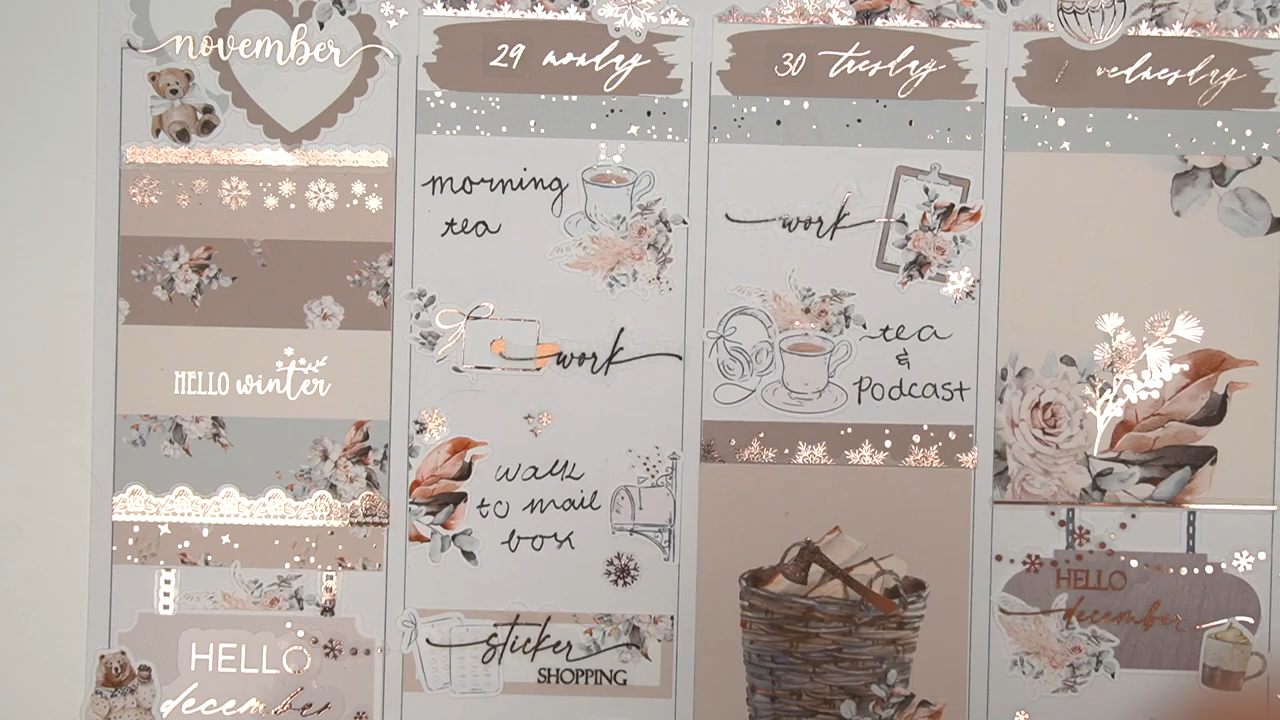 november
HELLO winter
HELLO
december
29 monday
morning
tea
work
walk
to mail
box
sticker
SHOPPING
30 tuesday
work
tea
&
Podcast
1 wednesday
HELLO
december